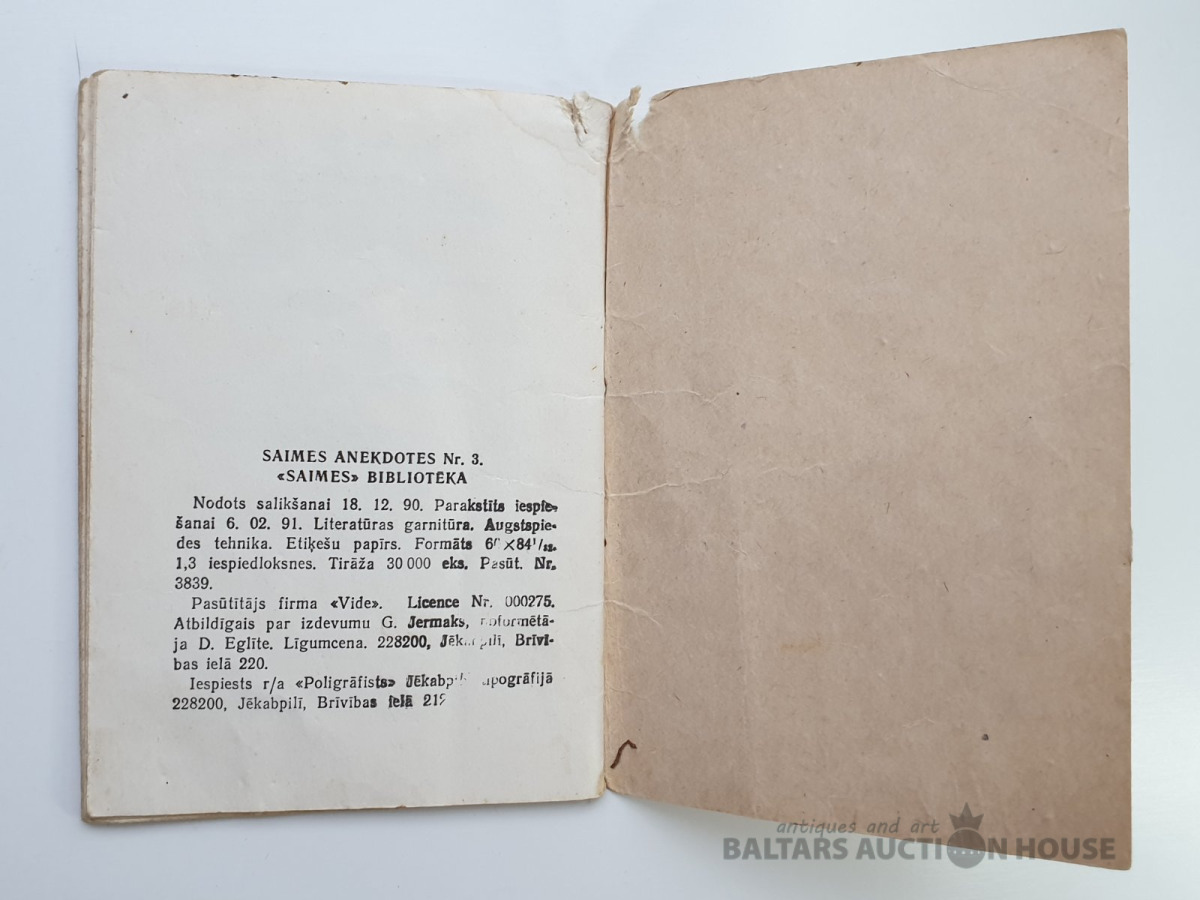 SAIMES ANEKDOTES Nr. 3.
«SAIMES» BIBLIOTĒKA
Nodots salikšanai 18. 12. 90. Parakstīts iespie-
šanai 6. 02. 91. Literatūras garnitūra. Augstspie-
des tehnika. Etiķešu papīrs. Formāts
1,3 iespiedloksnes. Tirāža 30 000 eks. Pasūt. Nr.
3839.
Pasūtītājs firma «Vide». Licence Nr. 000275.
Atbildīgais par izdevumu G. Jermaks,
ja D. Eglīte. Līgumcena. 228200, Brīvī-
bas ielā 220.
Iespiests r/a «Poligrāfists»
228200, Jēkabpilī, Brīvības ielā
antiques and art
BALTARS AUCTION HOUSE